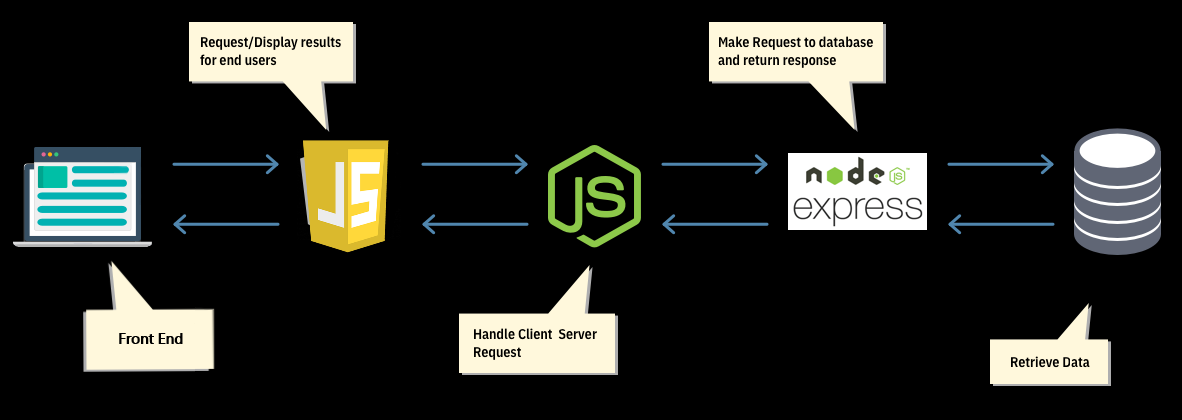 Request/Display results
for end users
Make Request to database
and return response
JS
JS
node
JS
express
Front End
Handle Client  Server
Request
Retrieve Data